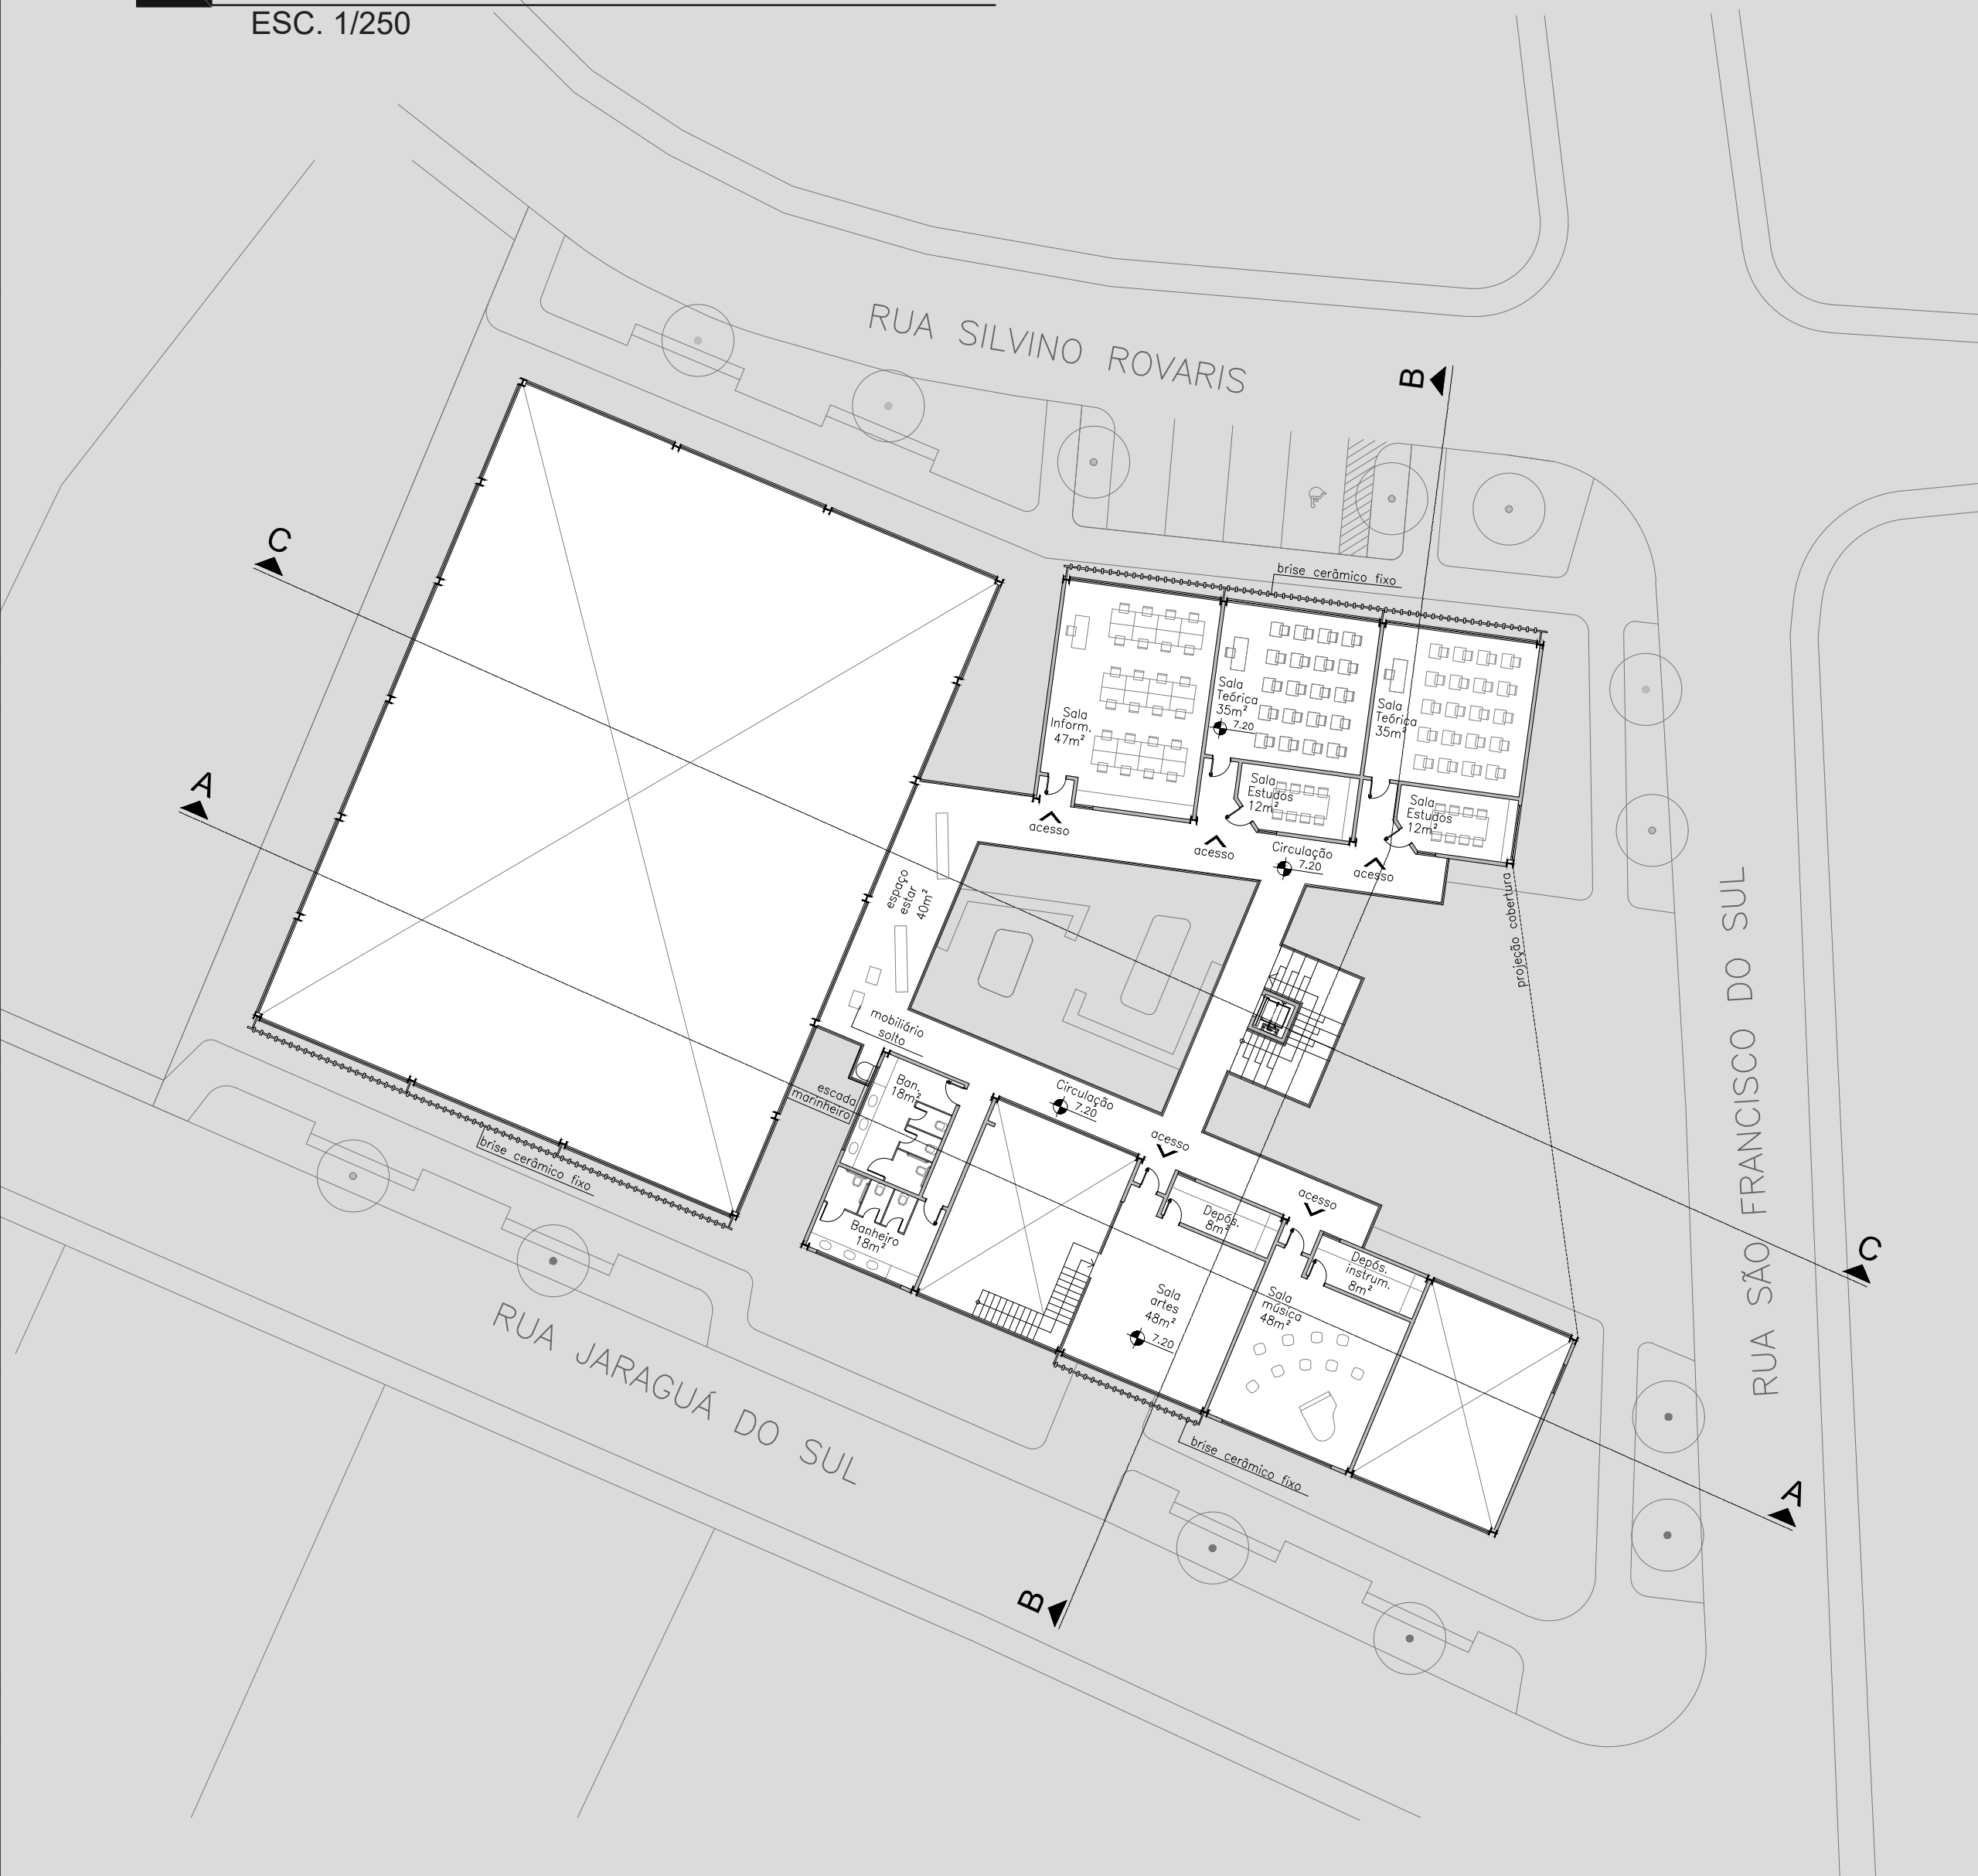 ESC. 1/250
RUA SILVINO ROVARIS
B
C
brise cerâmico fixo
Sala
Inform.
47m²
Sala
Teórica
35m²
7.20
Sala
Teórica
35m²
Sala
Estudos
12m²
Sala
Estudos
12m²
A
acesso
acesso
Circulação
7.20
acesso
espaço
estar
40m²
projeção cobertura
RUA SÃO FRANCISCO DO SUL
mobiliário
solto
escada
marinheiro
Ban.
18m²
Circulação
7.20
acesso
brise cerâmico fixo
Banheiro
18m²
Depós.
8m²
acesso
Depós.
instrum.
8m²
C
Sala
artes
48m²
7.20
Sala
música
48m²
RUA JARAGUÁ DO SUL
brise cerâmico fixo
A
B